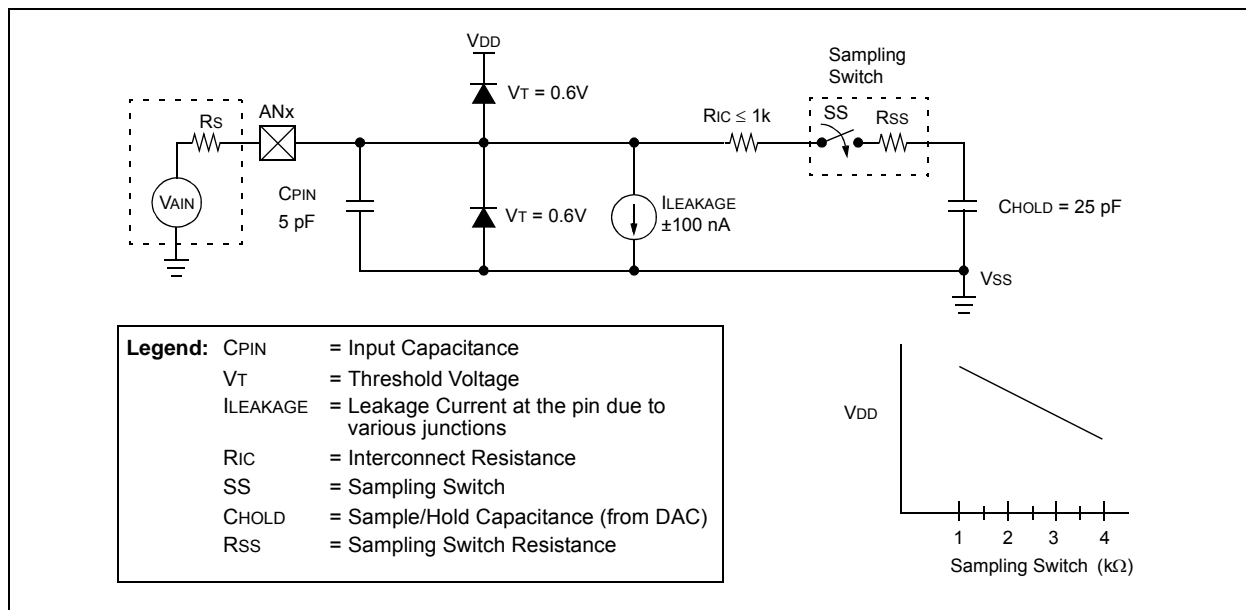 VDD
Sampling
Switch
VT = 0.6V
ANx
RS
RIC ≤ 1k
SS
RSS
VAIN
CPIN
5 pF
VT = 0.6V
ILEAKAGE
±100 nA
CHOLD = 25 pF
VSS
Legend: CPIN = Input Capacitance
VT = Threshold Voltage
ILEAKAGE = Leakage Current at the pin due to
various junctions
RIC = Interconnect Resistance
SS = Sampling Switch
CHOLD = Sample/Hold Capacitance (from DAC)
RSS = Sampling Switch Resistance
VDD
1 2 3 4
Sampling Switch (kΩ)